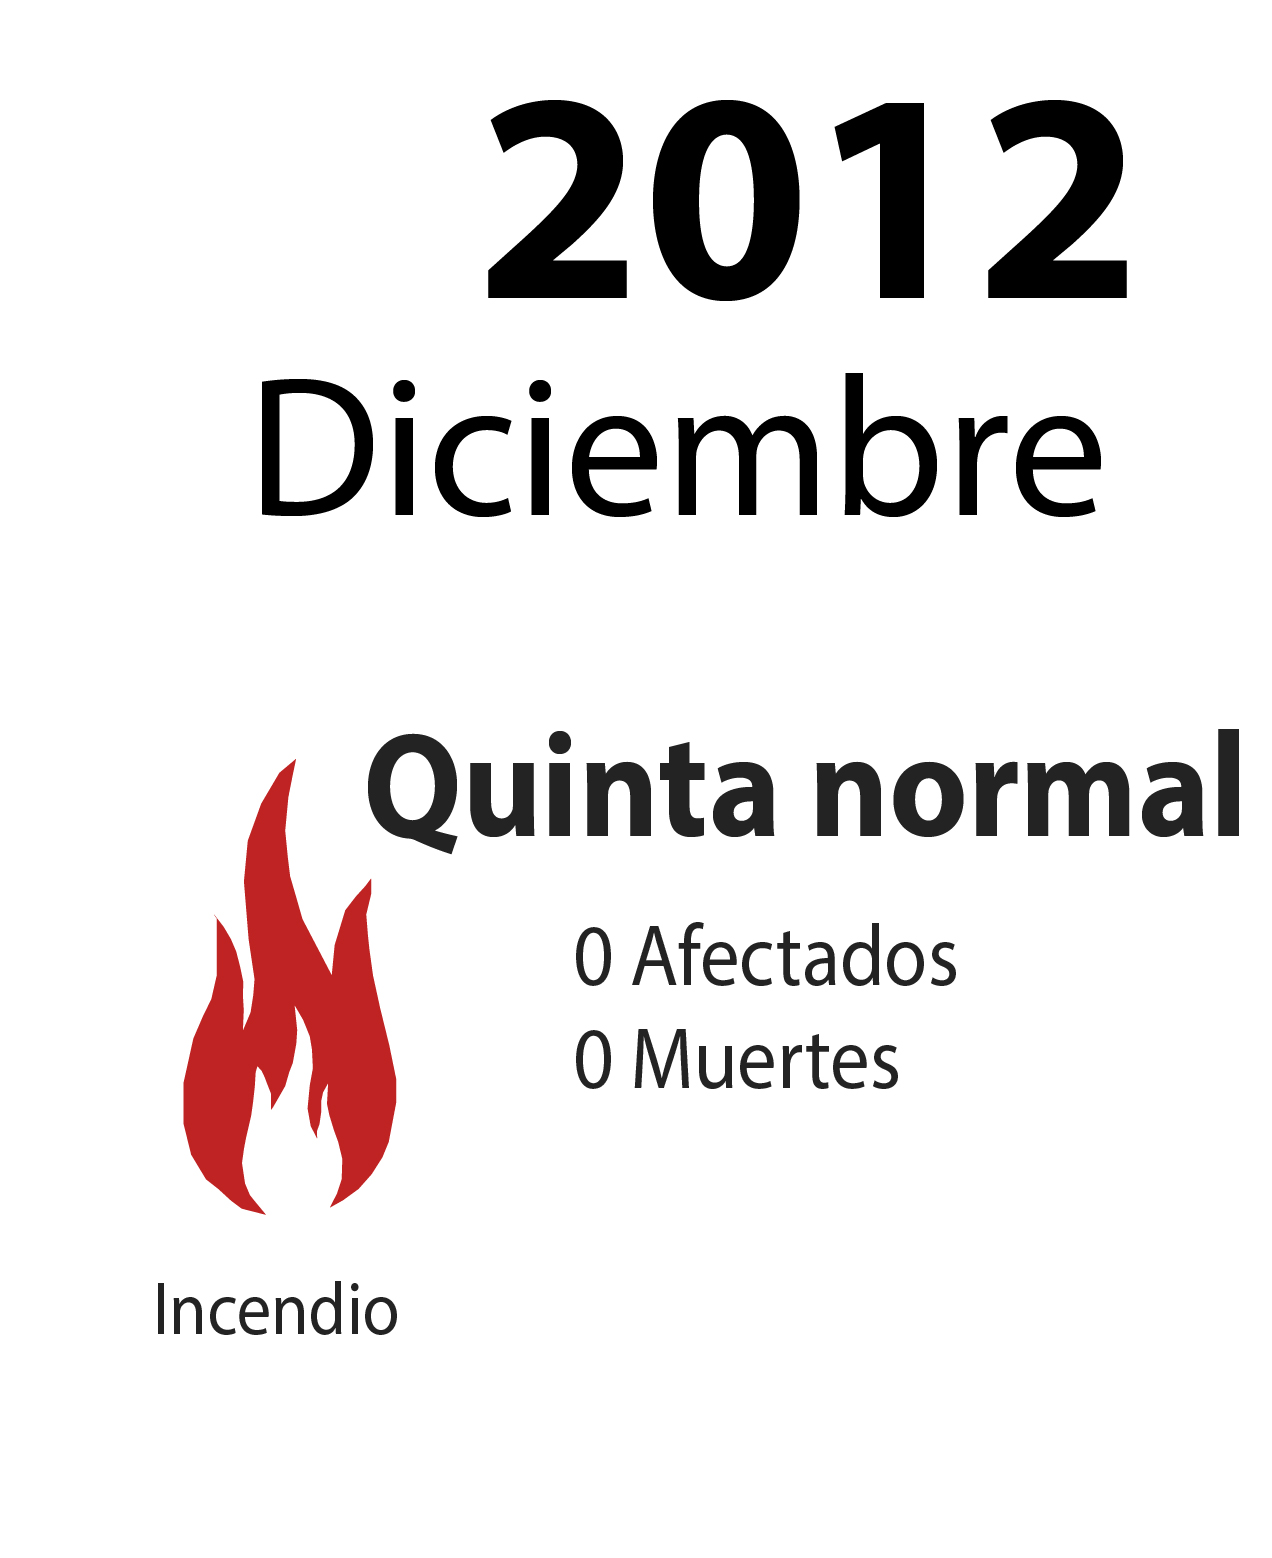 2012
Diciembre
Quinta normal
0 Afectados
0 Muertes
Incendio